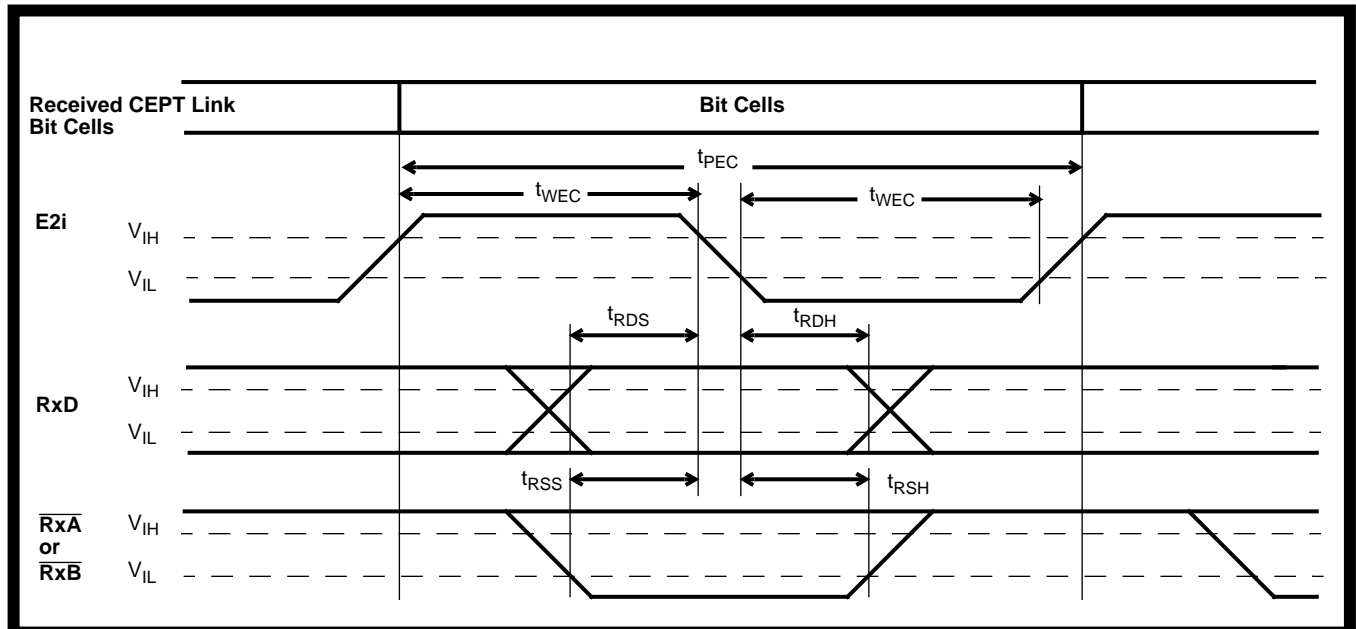 Received CEPT Link
Bit Cells
Bit Cells
tPEC
tWEC
tWEC
E2i
VIH
VIL
tRDS
tRDH
RxD
VIH
VIL
tRSS
tRSH
RxA
or
RxB
VIH
VIL